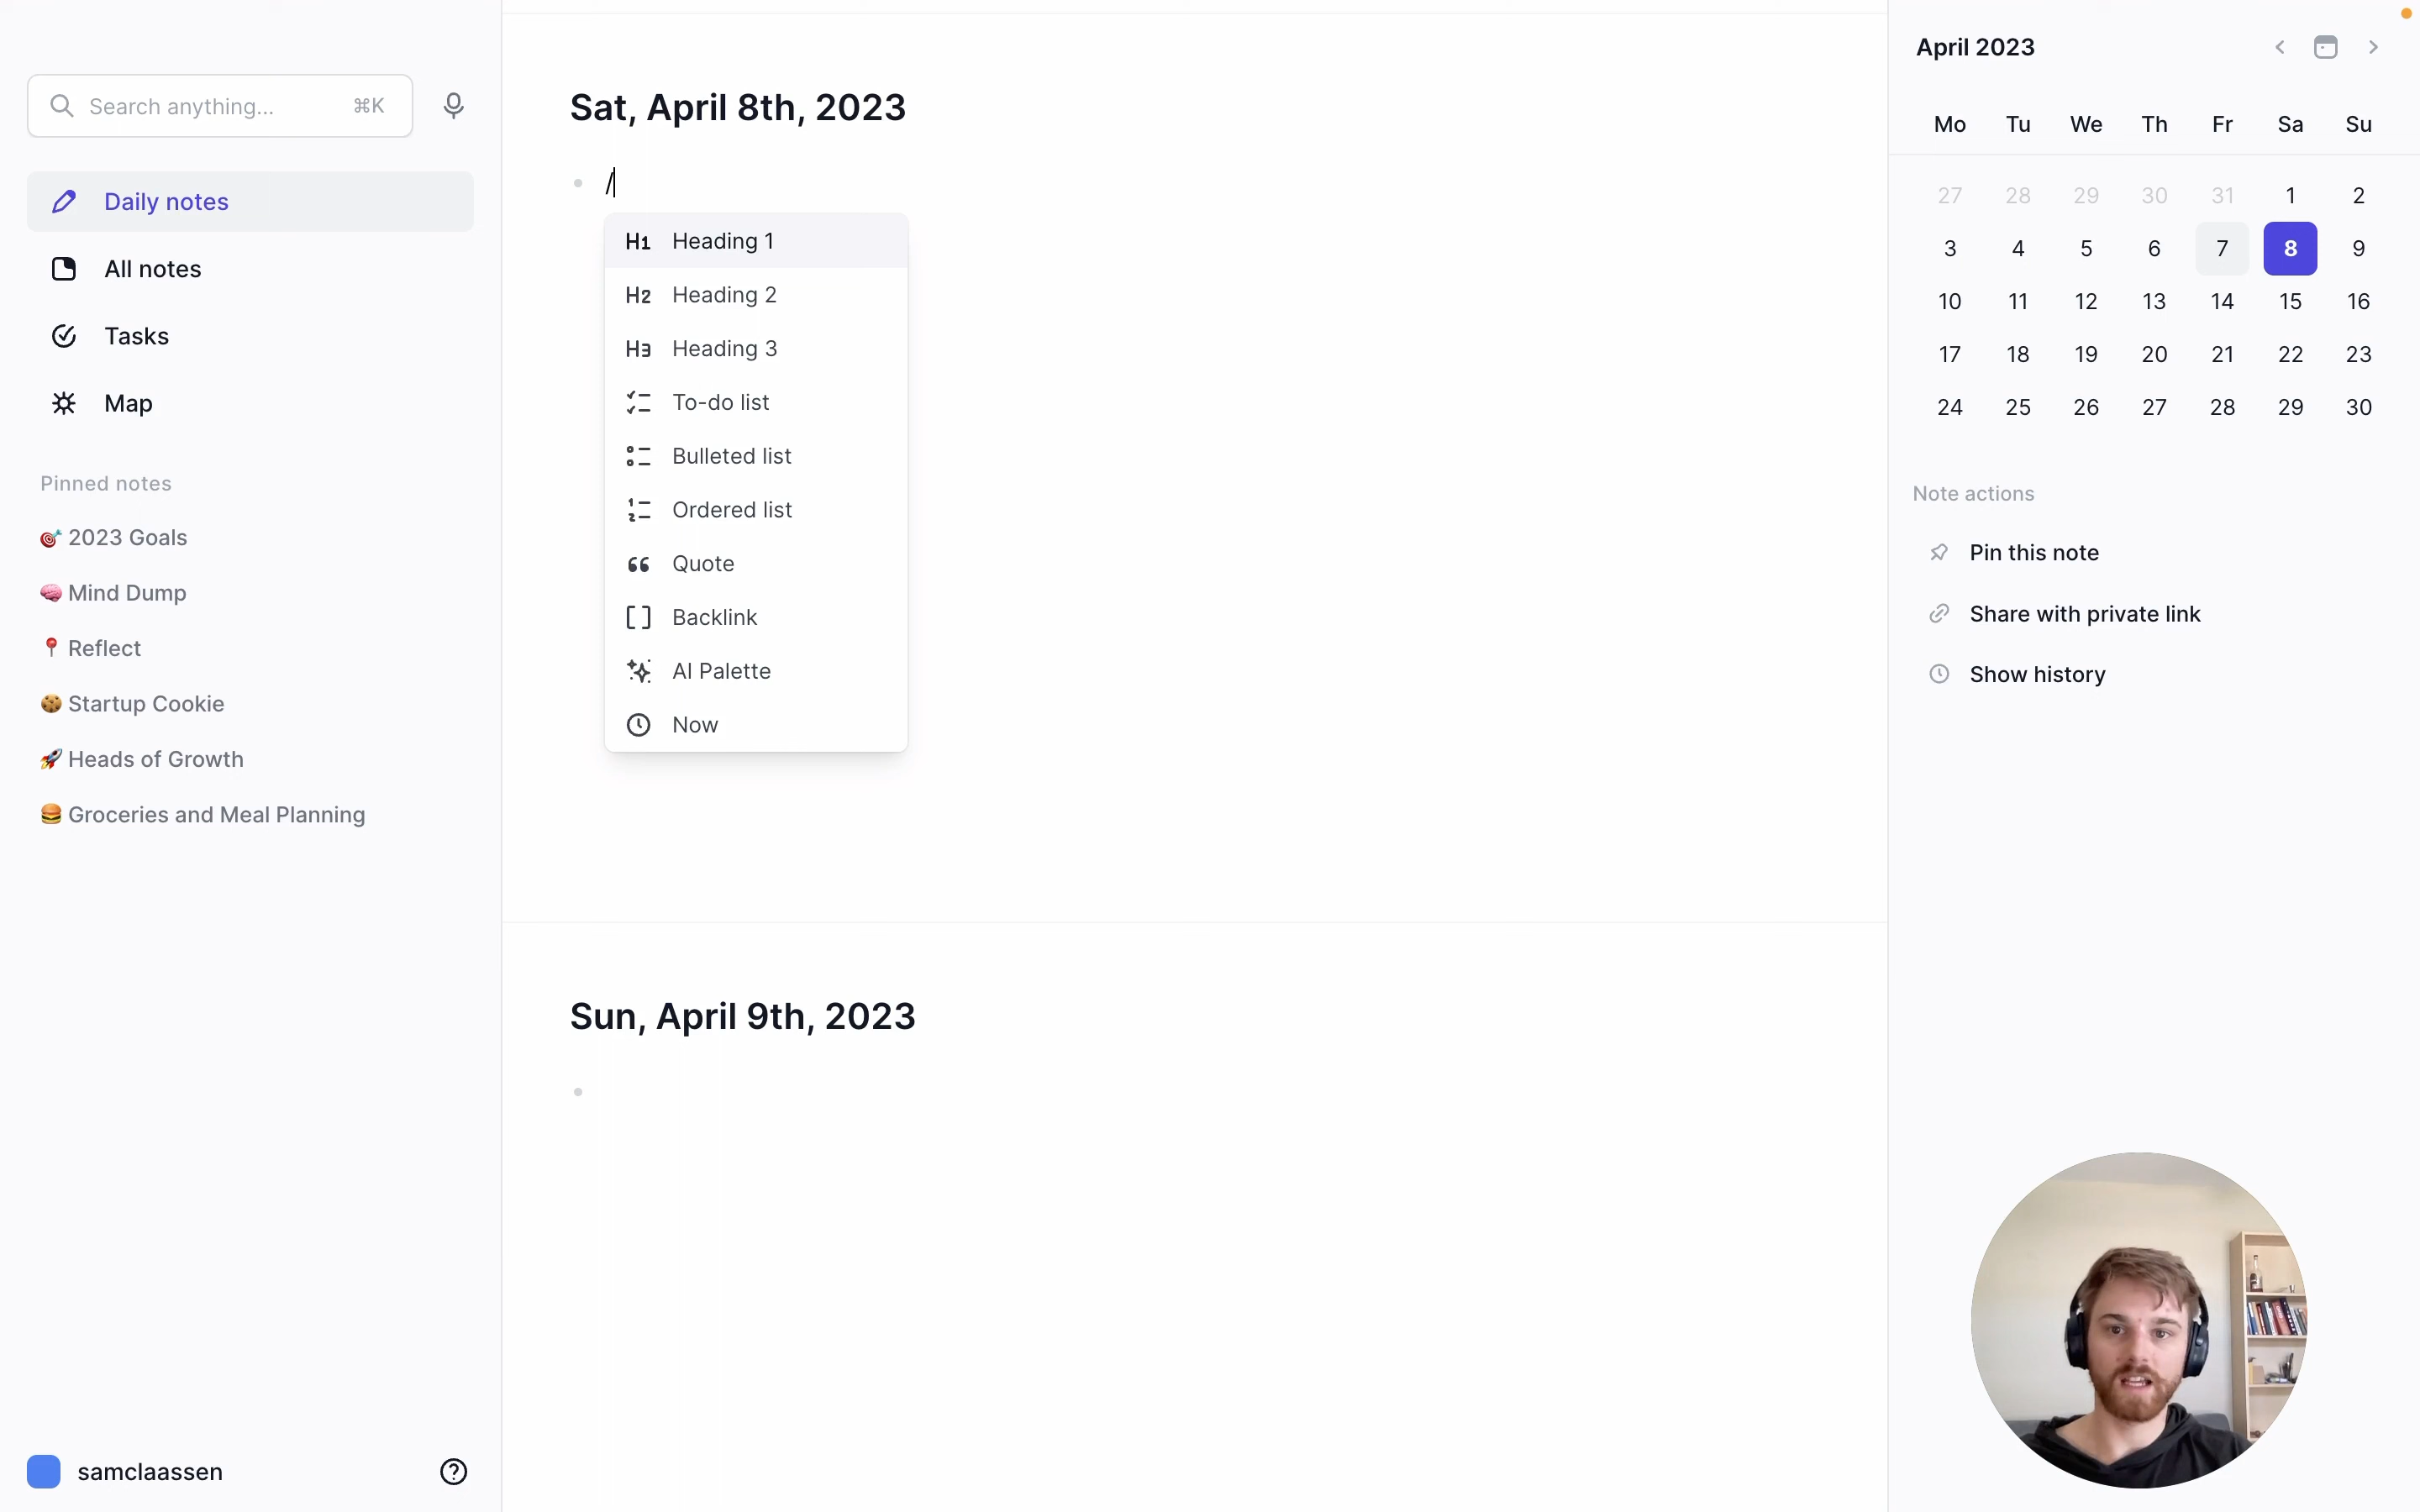 Search anything... ⌘K
Daily notes
All notes
Tasks
Map
Pinned notes
🎯 2023 Goals
🧠 Mind Dump
📍 Reflect
🍪 Startup Cookie
🚀 Heads of Growth
🍔 Groceries and Meal Planning
samclaassen
Sat, April 8th, 2023
/
H1 Heading 1
H2 Heading 2
H3 Heading 3
To-do list
Bulleted list
Ordered list
Quote
Backlink
AI Palette
Now
Sun, April 9th, 2023
April 2023
Mo Tu We Th Fr Sa Su
27 28 29 30 31 1 2
3 4 5 6 7 8 9
10 11 12 13 14 15 16
17 18 19 20 21 22 23
24 25 26 27 28 29 30
Note actions
Pin this note
Share with private link
Show history